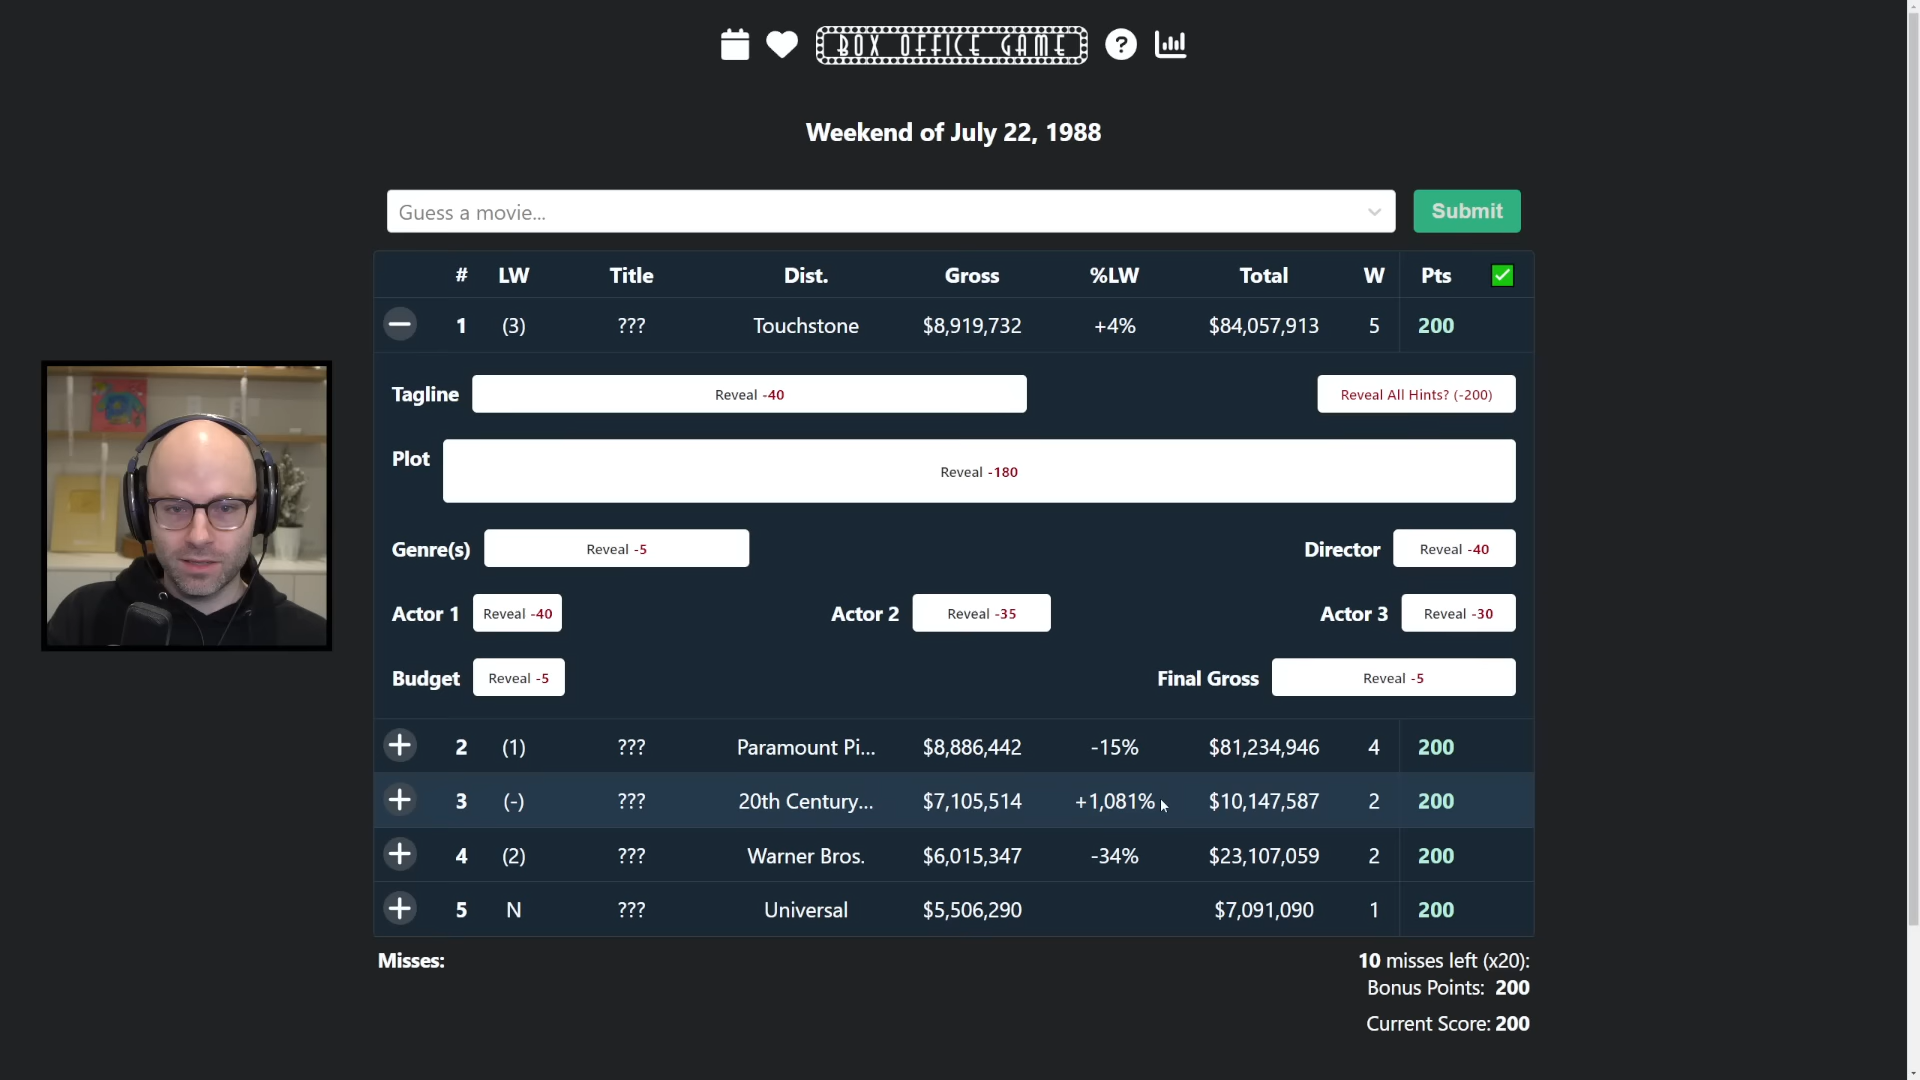 BOX OFFICE GAME ?
Weekend of July 22, 1988
Guess a movie... Submit
# LW Title Dist. Gross %LW Total W Pts
1 (3) ??? Touchstone $8,919,732 +4% $84,057,913 5 200
Tagline Reveal -40 Reveal All Hints? (-200)
Plot Reveal -180
Genre(s) Reveal -5 Director Reveal -40
Actor 1 Reveal -40 Actor 2 Reveal -35 Actor 3 Reveal -30
Budget Reveal -5 Final Gross Reveal -5
2 (1) ??? Paramount Pi... $8,886,442 -15% $81,234,946 4 200
3 (-) ??? 20th Century... $7,105,514 +1,081% $10,147,587 2 200
4 (2) ??? Warner Bros. $6,015,347 -34% $23,107,059 2 200
5 N ??? Universal $5,506,290 $7,091,090 1 200
Misses: 10 misses left (x20):
Bonus Points: 200
Current Score: 200